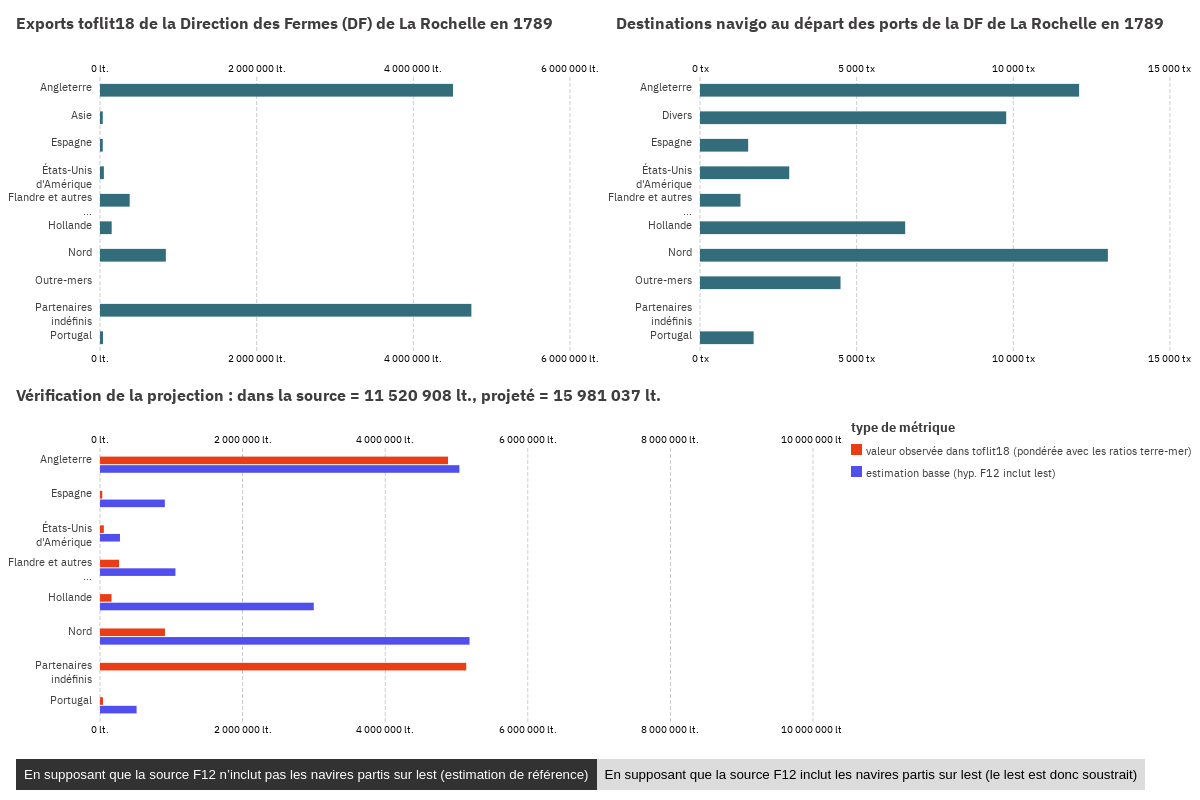 Exports toflit18 de la Direction des Fermes (DF) de La Rochelle en 1789
0 lt.
2 000 000 lt.
4 000 000 lt.
6 000 000 lt.
Angleterre
Asie
Espagne
États-Unis
d'Amérique
Flandre et autres
...
Hollande
Nord
Outre-mers
Partenaires
indéfinis
Portugal
0 lt.
2 000 000 lt.
4 000 000 lt.
6 000 000 lt.
Destinations navigo au départ des ports de la DF de La Rochelle en 1789
0 tx
5 000 tx
10 000 tx
15 000 tx
Angleterre
Divers
Espagne
États-Unis
d'Amérique
Flandre et autres
...
Hollande
Nord
Outre-mers
Partenaires
indéfinis
Portugal
0 tx
5 000 tx
10 000 tx
15 000 tx
Vérification de la projection : dans la source = 11 520 908 lt., projeté = 15 981 037 lt.
0 lt.
2 000 000 lt.
4 000 000 lt.
6 000 000 lt.
8 000 000 lt.
10 000 000 lt
Angleterre
Espagne
États-Unis
d'Amérique
Flandre et autres
...
Hollande
Nord
Partenaires
indéfinis
Portugal
0 lt.
2 000 000 lt.
4 000 000 lt.
6 000 000 lt.
8 000 000 lt.
10 000 000 lt
type de métrique
valeur observée dans toflit18 (pondérée avec les ratios terre-mer)
estimation basse (hyp. F12 inclut lest)
En supposant que la source F12 n’inclut pas les navires partis sur lest (estimation de référence)
En supposant que la source F12 inclut les navires partis sur lest (le lest est donc soustrait)